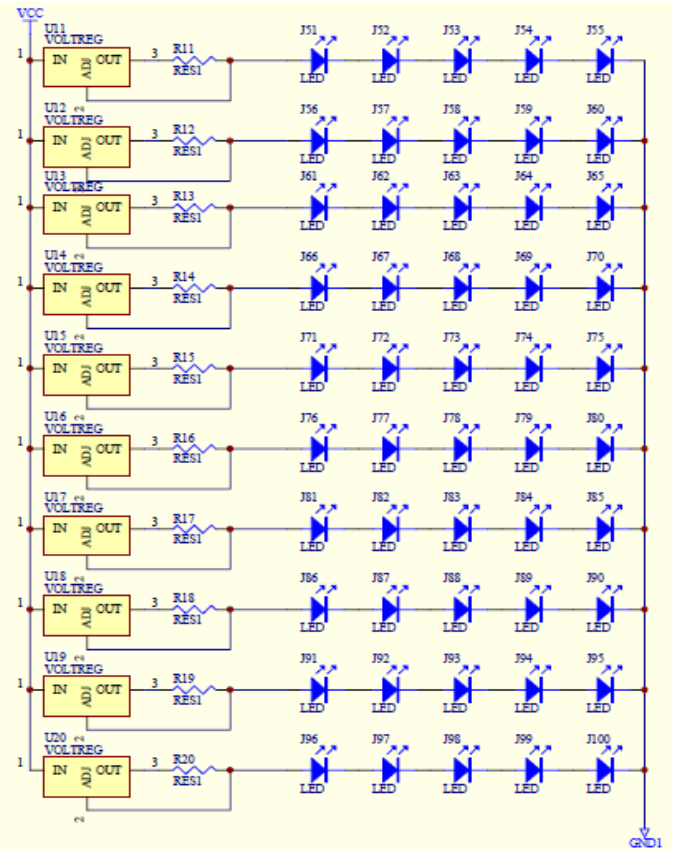 VCC
U11
VOLTREG
1 IN ADJ OUT 3 R11 RES1 J51 LED J52 LED J53 LED J54 LED J55 LED
2
U12
VOLTREG
1 IN ADJ OUT 3 R12 RES1 J56 LED J57 LED J58 LED J59 LED J60 LED
2
U13
VOLTREG
1 IN ADJ OUT 3 R13 RES1 J61 LED J62 LED J63 LED J64 LED J65 LED
2
U14
VOLTREG
1 IN ADJ OUT 3 R14 RES1 J66 LED J67 LED J68 LED J69 LED J70 LED
2
U15
VOLTREG
1 IN ADJ OUT 3 R15 RES1 J71 LED J72 LED J73 LED J74 LED J75 LED
2
U16
VOLTREG
1 IN ADJ OUT 3 R16 RES1 J76 LED J77 LED J78 LED J79 LED J80 LED
2
U17
VOLTREG
1 IN ADJ OUT 3 R17 RES1 J81 LED J82 LED J83 LED J84 LED J85 LED
2
U18
VOLTREG
1 IN ADJ OUT 3 R18 RES1 J86 LED J87 LED J88 LED J89 LED J90 LED
2
U19
VOLTREG
1 IN ADJ OUT 3 R19 RES1 J91 LED J92 LED J93 LED J94 LED J95 LED
2
U20
VOLTREG
1 IN ADJ OUT 3 R20 RES1 J96 LED J97 LED J98 LED J99 LED J100 LED
2
GND1